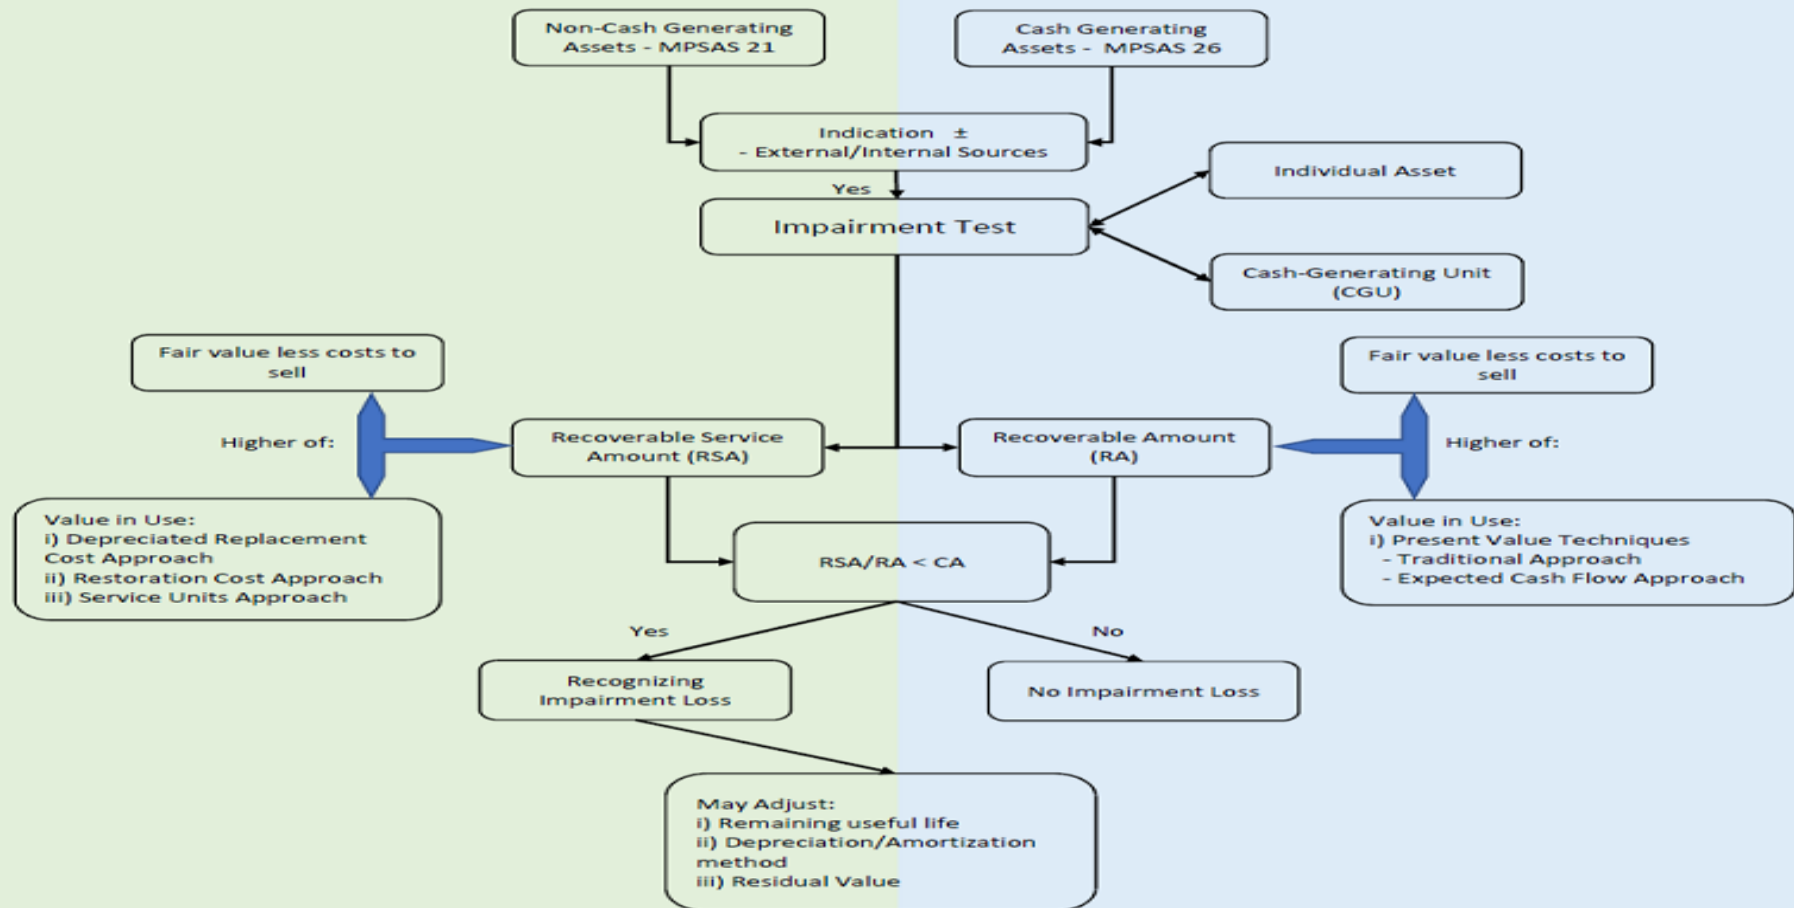 Non-Cash Generating
Assets - MPSAS 21
Cash Generating
Assets - MPSAS 26
Indication ±
- External/Internal Sources
Yes
Impairment Test
Individual Asset
Cash-Generating Unit
(CGU)
Fair value less costs to
sell
Fair value less costs to
sell
Higher of:
Recoverable Service
Amount (RSA)
Recoverable Amount
(RA)
Higher of:
Value in Use:
i) Depreciated Replacement
Cost Approach
ii) Restoration Cost Approach
iii) Service Units Approach
RSA/RA < CA
Value in Use:
i) Present Value Techniques
- Traditional Approach
- Expected Cash Flow Approach
Yes
No
Recognizing
Impairment Loss
No Impairment Loss
May Adjust:
i) Remaining useful life
ii) Depreciation/Amortization
method
iii) Residual Value